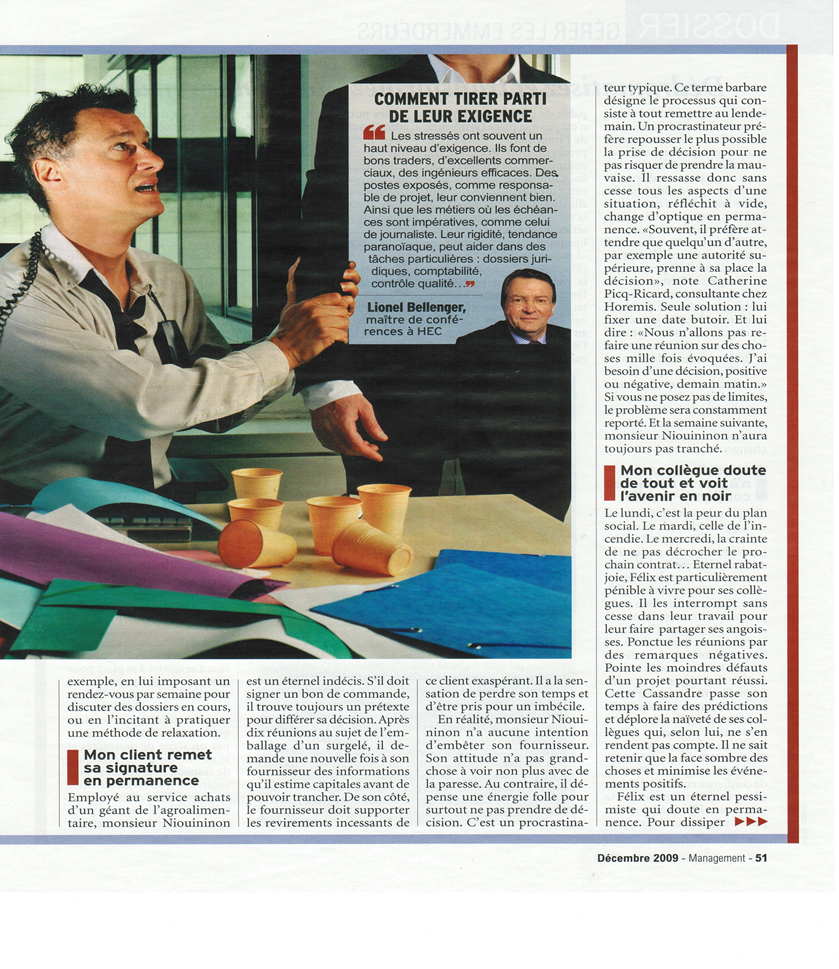 COMMENT TIRER PARTI
DE LEUR EXIGENCE
“ Les stressés ont souvent un
haut niveau d'exigence. Ils font de
bons traders, d'excellents commer-
ciaux, des ingénieurs efficaces. Des
postes exposés, comme responsa-
ble de projet, leur conviennent bien.
Ainsi que les métiers où les échéan-
ces sont impératives, comme celui
de journaliste. Leur rigidité, tendance
paranoïaque, peut aider dans des
tâches particulières : dossiers juri-
diques, comptabilité,
contrôle qualité…”
Lionel Bellenger,
maître de confé-
rences à HEC
exemple, en lui imposant un
rendez-vous par semaine pour
discuter des dossiers en cours,
ou en l'incitant à pratiquer
une méthode de relaxation.
Mon client remet
sa signature
en permanence
Employé au service achats
d'un géant de l'agroalimen-
taire, monsieur Niouininon
est un éternel indécis. S'il doit
signer un bon de commande,
il trouve toujours un prétexte
pour différer sa décision. Après
dix réunions au sujet de l'em-
ballage d'un surgelé, il de-
mande une nouvelle fois à son
fournisseur des informations
qu'il estime capitales avant de
pouvoir trancher. De son côté,
le fournisseur doit supporter
les revirements incessants de
ce client exaspérant. Il a la sen-
sation de perdre son temps et
d'être pris pour un imbécile.
En réalité, monsieur Nioui-
ninon n'a aucune intention
d'embêter son fournisseur.
Son attitude n'a pas grand-
chose à voir non plus avec de
la paresse. Au contraire, il dé-
pense une énergie folle pour
surtout ne pas prendre de dé-
cision. C'est un procrastina-
teur typique. Ce terme barbare
désigne le processus qui con-
siste à tout remettre au lende-
main. Un procrastinateur pré-
fère repousser le plus possible
la prise de décision pour ne
pas risquer de prendre la mau-
vaise. Il ressasse donc sans
cesse tous les aspects d'une
situation, réfléchit à vide,
change d'optique en perma-
nence. «Souvent, il préfère at-
tendre que quelqu'un d'autre,
par exemple une autorité su-
périeure, prenne à sa place la
décision», note Catherine
Picq-Ricard, consultante chez
Horemis. Seule solution : lui
fixer une date butoir. Et lui
dire : «Nous n'allons pas re-
faire une réunion sur des cho-
ses mille fois évoquées. J'ai
besoin d'une décision, positive
ou négative, demain matin.»
Si vous ne posez pas de limites,
le problème sera constamment
reporté. Et la semaine suivante,
monsieur Niouininon n'aura
toujours pas tranché.
Mon collègue doute
de tout et voit
l'avenir en noir
Le lundi, c'est la peur du plan
social. Le mardi, celle de l'in-
cendie. Le mercredi, la crainte
de ne pas décrocher le pro-
chain contrat… Eternel rabat-
joie, Félix est particulièrement
pénible à vivre pour ses collè-
gues. Il les interrompt sans
cesse dans leur travail pour
leur faire partager ses angois-
ses. Ponctue les réunions par
des remarques négatives.
Pointe les moindres défauts
d'un projet pourtant réussi.
Cette Cassandre passe son
temps à faire des prédictions
et déplore la naïveté de ses col-
lègues qui, selon lui, ne s'en
rendent pas compte. Il ne sait
retenir que la face sombre des
choses et minimise les événe-
ments positifs.
Félix est un éternel pessi-
miste qui doute en perma-
nence. Pour dissiper ▶▶▶
Décembre 2009 - Management - 51